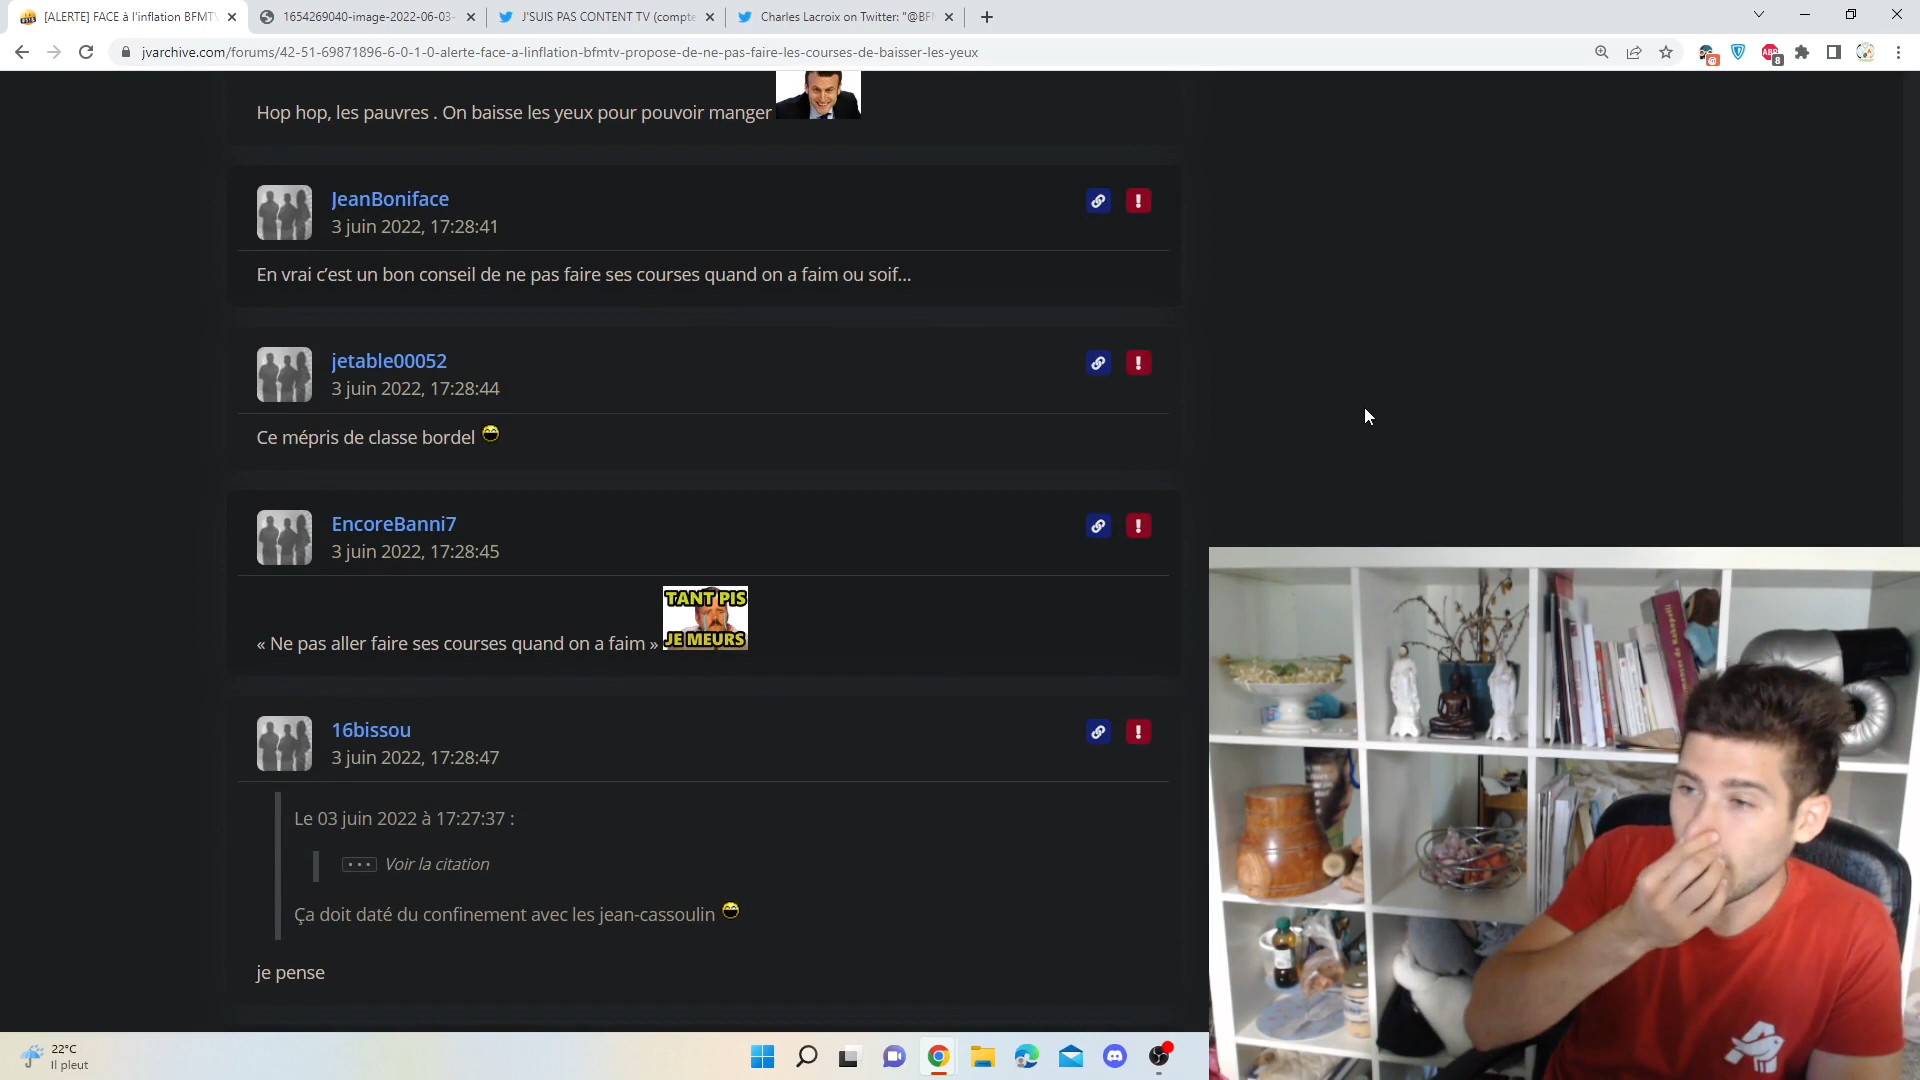 [ALERTE] FACE à l'inflation BFMTV
1654269040-image-2022-06-03-
J'SUIS PAS CONTENT TV (compte
Charles Lacroix on Twitter: "@BFM
jvarchive.com/forums/42-51-69871896-6-0-1-0-alerte-face-a-linflation-bfmtv-propose-de-ne-pas-faire-les-courses-de-baisser-les-yeux
ABP
8
Hop hop, les pauvres . On baisse les yeux pour pouvoir manger
JeanBoniface
3 juin 2022, 17:28:41
En vrai c’est un bon conseil de ne pas faire ses courses quand on a faim ou soif...
jetable00052
3 juin 2022, 17:28:44
Ce mépris de classe bordel
EncoreBanni7
3 juin 2022, 17:28:45
TANT PIS
JE MEURS
« Ne pas aller faire ses courses quand on a faim »
16bissou
3 juin 2022, 17:28:47
Le 03 juin 2022 à 17:27:37 :
Voir la citation
Ça doit daté du confinement avec les jean-cassoulin
je pense
22°C
Il pleut